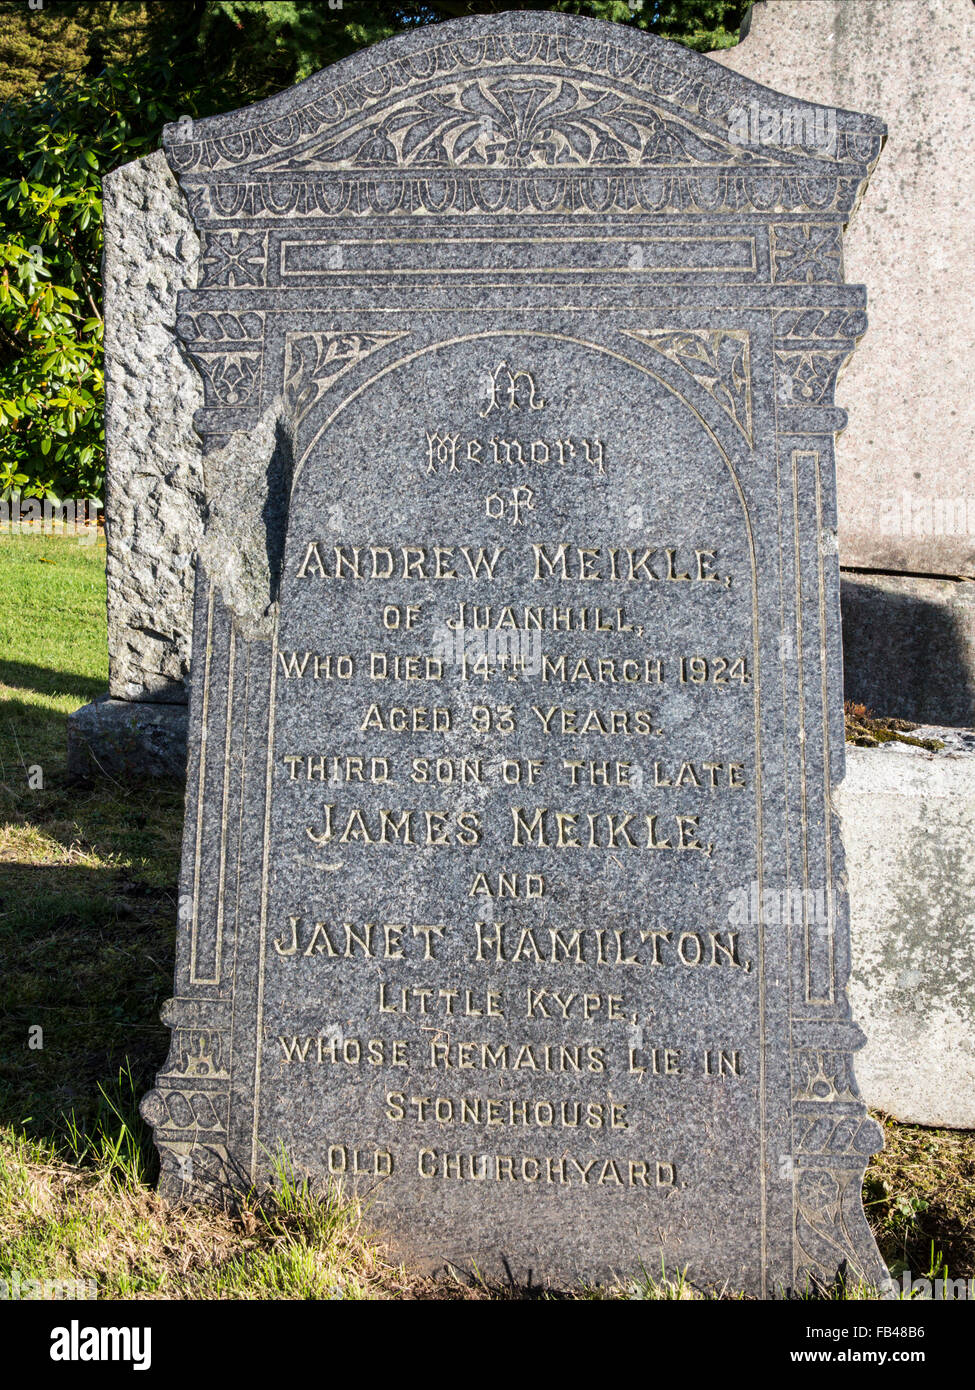 In
Memory
of
ANDREW MEIKLE,
OF JUANHILL,
WHO DIED 14TH MARCH 1924
AGED 93 YEARS.
THIRD SON OF THE LATE
JAMES MEIKLE,
AND
JANET HAMILTON,
LITTLE KYPE,
WHOSE REMAINS LIE IN
STONEHOUSE
OLD CHURCHYARD.
alamy
Image ID: FB48B6
www.alamy.com